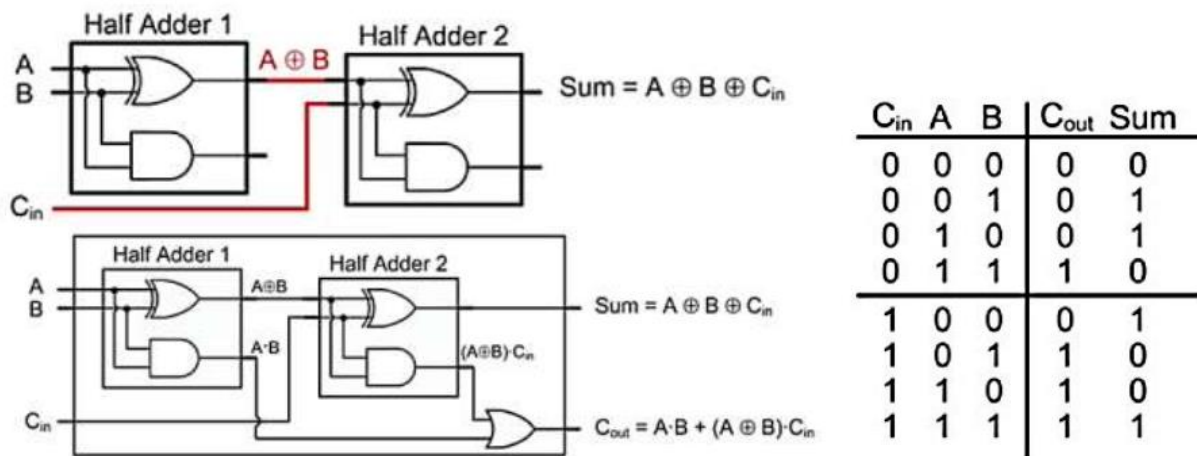 Half Adder 1
Half Adder 2
A
B
A ⊕ B
Sum = A ⊕ B ⊕ Cin
Cin
Half Adder 1
Half Adder 2
A
B
A⊕B
Sum = A ⊕ B ⊕ Cin
A·B
(A⊕B)·Cin
Cin
Cout = A·B + (A ⊕ B)·Cin
Cin A B Cout Sum
0 0 0 0 0
0 0 1 0 1
0 1 0 0 1
0 1 1 1 0
1 0 0 0 1
1 0 1 1 0
1 1 0 1 0
1 1 1 1 1